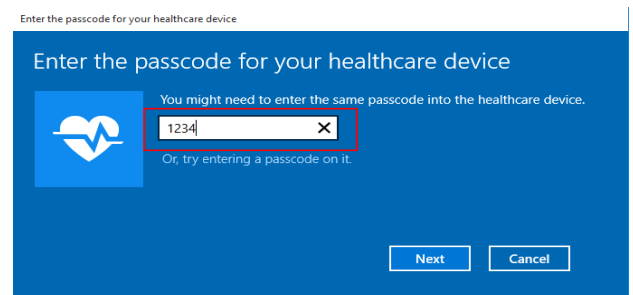 Enter the passcode for your healthcare device
Enter the passcode for your healthcare device
You might need to enter the same passcode into the healthcare device.
1234
Or, try entering a passcode on it.
Next
Cancel